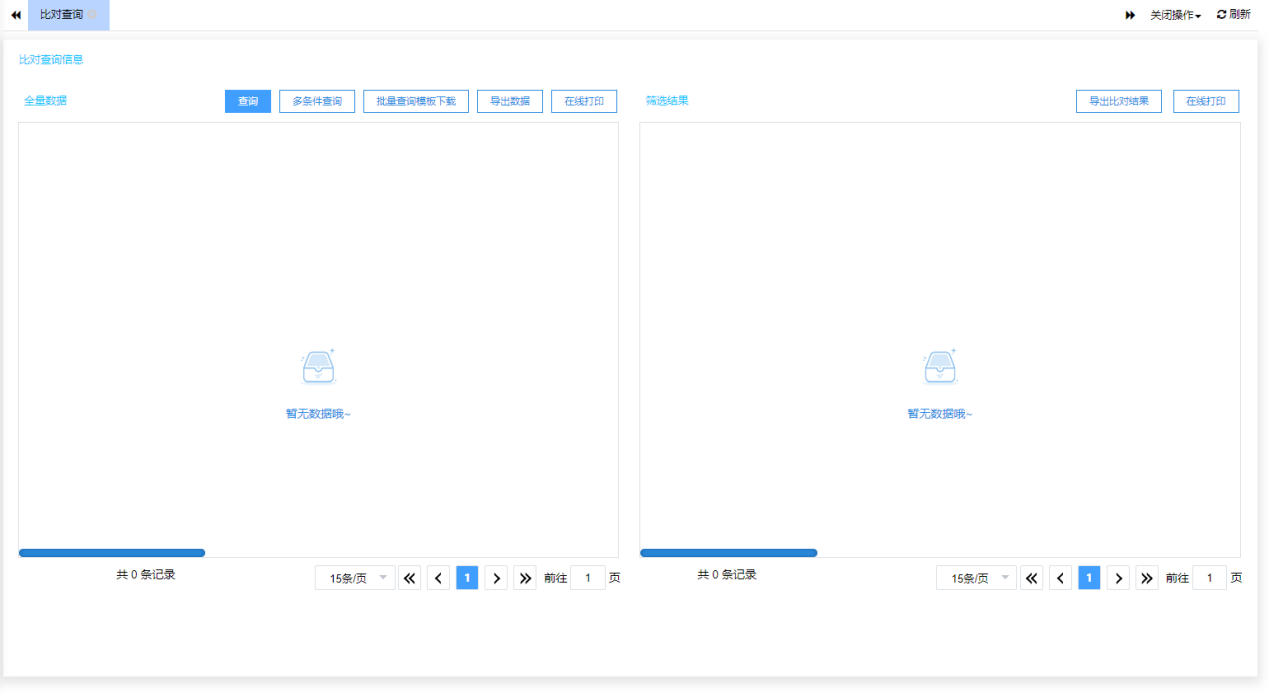 比对查询 关闭操作 刷新
比对查询信息
全量数据 查询 多条件查询 批量查询模板下载 导出数据 在线打印
筛选结果 导出比对结果 在线打印
暂无数据哦~
暂无数据哦~
共 0 条记录 15条/页 1 前往 1 页
共 0 条记录 15条/页 1 前往 1 页